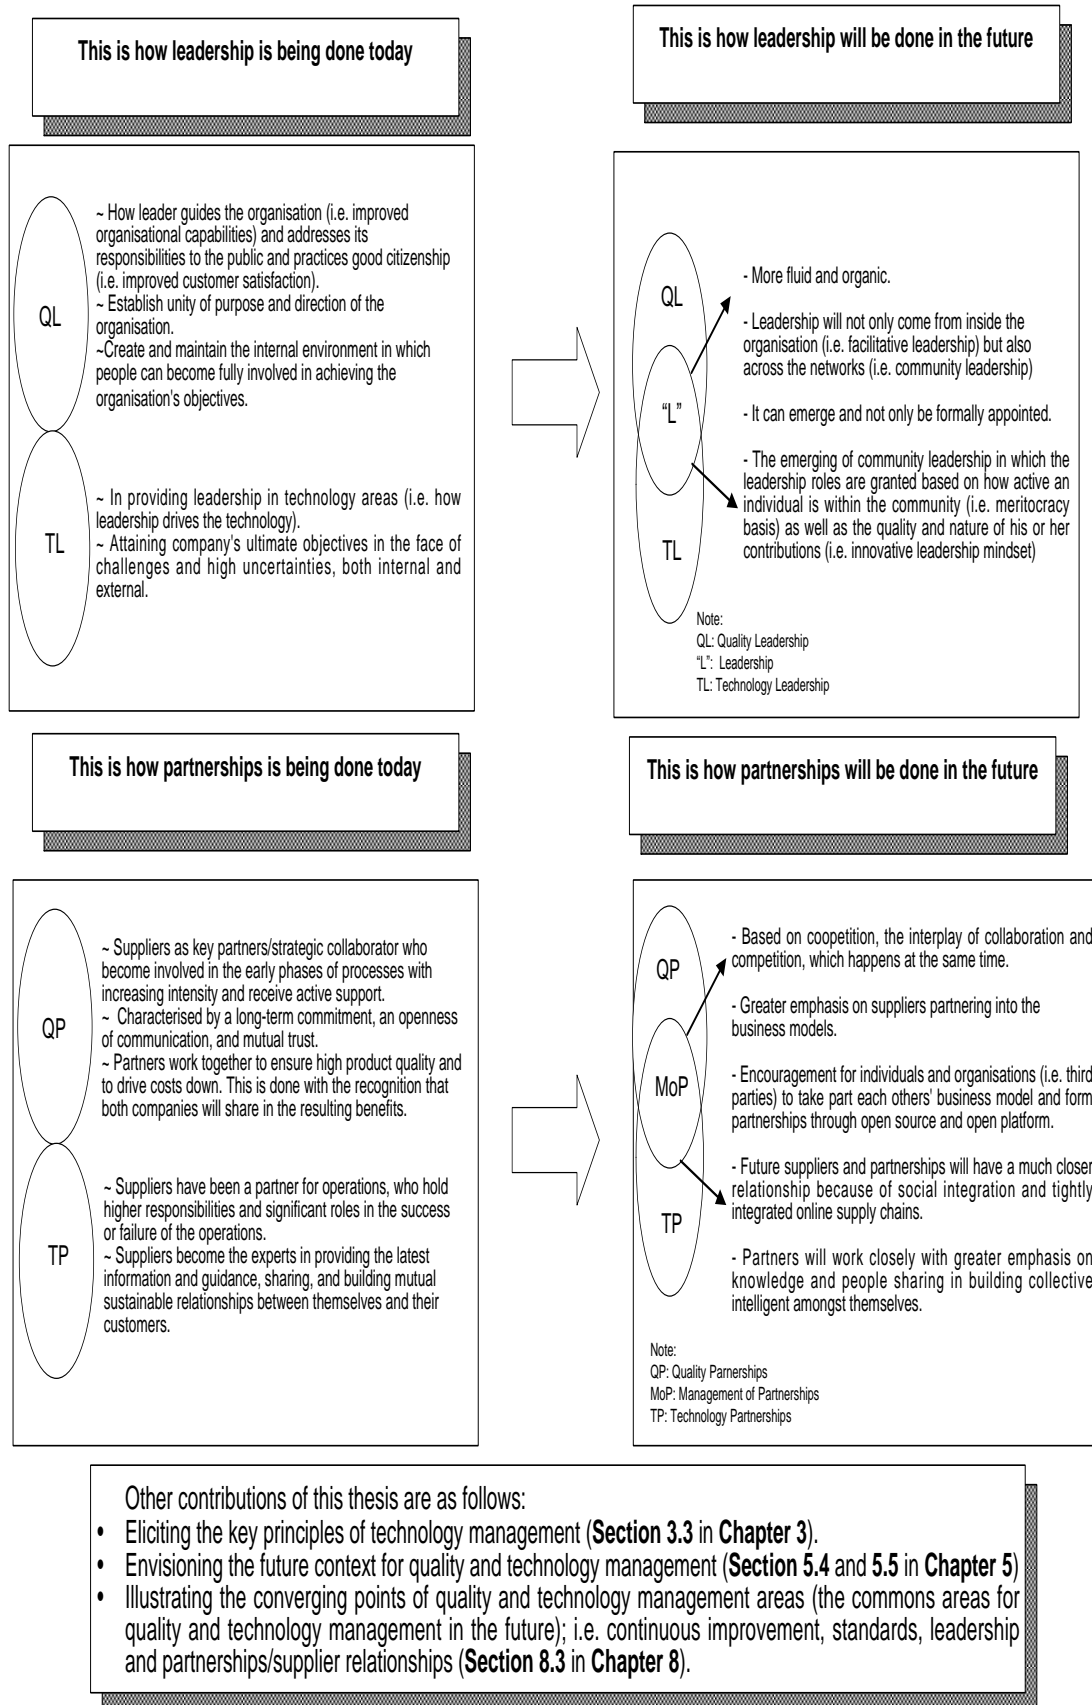 This is how leadership is being done today
This is how leadership will be done in the future
QL
~ How leader guides the organisation (i.e. improved
organisational capabilities) and addresses its
responsibilities to the public and practices good citizenship
(i.e. improved customer satisfaction).
~ Establish unity of purpose and direction of the
organisation.
~Create and maintain the internal environment in which
people can become fully involved in achieving the
organisation's objectives.
TL
~ In providing leadership in technology areas (i.e. how
leadership drives the technology).
~ Attaining company's ultimate objectives in the face of
challenges and high uncertainties, both internal and
external.
QL
“L”
TL
- More fluid and organic.
- Leadership will not only come from inside the
organisation (i.e. facilitative leadership) but also
across the networks (i.e. community leadership)
- It can emerge and not only be formally appointed.
- The emerging of community leadership in which the
leadership roles are granted based on how active an
individual is within the community (i.e. meritocracy
basis) as well as the quality and nature of his or her
contributions (i.e. innovative leadership mindset)
Note:
QL: Quality Leadership
“L”: Leadership
TL: Technology Leadership
This is how partnerships is being done today
This is how partnerships will be done in the future
QP
~ Suppliers as key partners/strategic collaborator who
become involved in the early phases of processes with
increasing intensity and receive active support.
~ Characterised by a long-term commitment, an openness
of communication, and mutual trust.
~ Partners work together to ensure high product quality and
to drive costs down. This is done with the recognition that
both companies will share in the resulting benefits.
TP
~ Suppliers have been a partner for operations, who hold
higher responsibilities and significant roles in the success
or failure of the operations.
~ Suppliers become the experts in providing the latest
information and guidance, sharing, and building mutual
sustainable relationships between themselves and their
customers.
QP
MoP
TP
- Based on coopetition, the interplay of collaboration and
competition, which happens at the same time.
- Greater emphasis on suppliers partnering into the
business models.
- Encouragement for individuals and organisations (i.e. third
parties) to take part each others' business model and form
partnerships through open source and open platform.
- Future suppliers and partnerships will have a much closer
relationship because of social integration and tightly
integrated online supply chains.
- Partners will work closely with greater emphasis on
knowledge and people sharing in building collective
intelligent amongst themselves.
Note:
QP: Quality Parnerships
MoP: Management of Partnerships
TP: Technology Partnerships
Other contributions of this thesis are as follows:
• Eliciting the key principles of technology management (Section 3.3 in Chapter 3).
• Envisioning the future context for quality and technology management (Section 5.4 and 5.5 in Chapter 5)
• Illustrating the converging points of quality and technology management areas (the commons areas for
quality and technology management in the future); i.e. continuous improvement, standards, leadership
and partnerships/supplier relationships (Section 8.3 in Chapter 8).